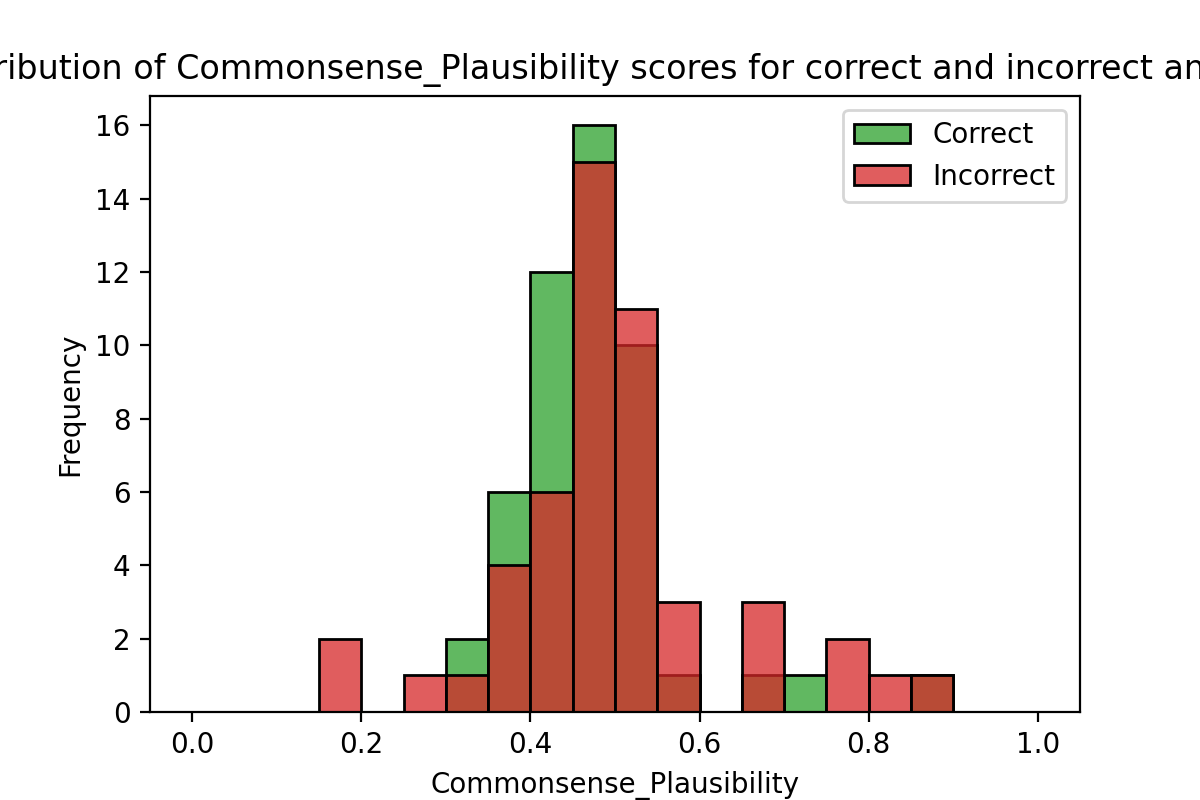 ribution of Commonsense_Plausibility scores for correct and incorrect an
Correct
Incorrect
16
14
12
10
8
6
4
2
0
Frequency
0.0 0.2 0.4 0.6 0.8 1.0
Commonsense_Plausibility